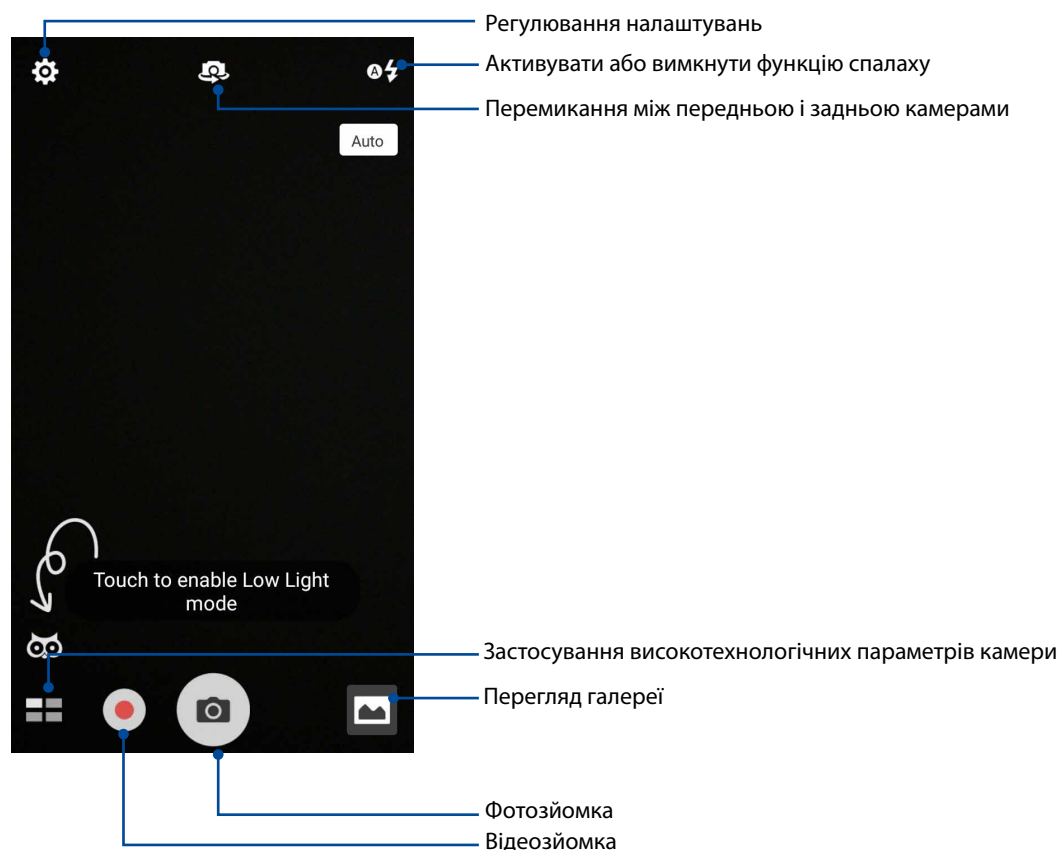 Регулювання налаштувань
Активувати або вимкнути функцію спалаху
Перемикання між передньою і задньою камерами
A
Auto
Touch to enable Low Light
mode
Застосування високотехнологічних параметрів камери
Перегляд галереї
Фотозйомка
Відеозйомка